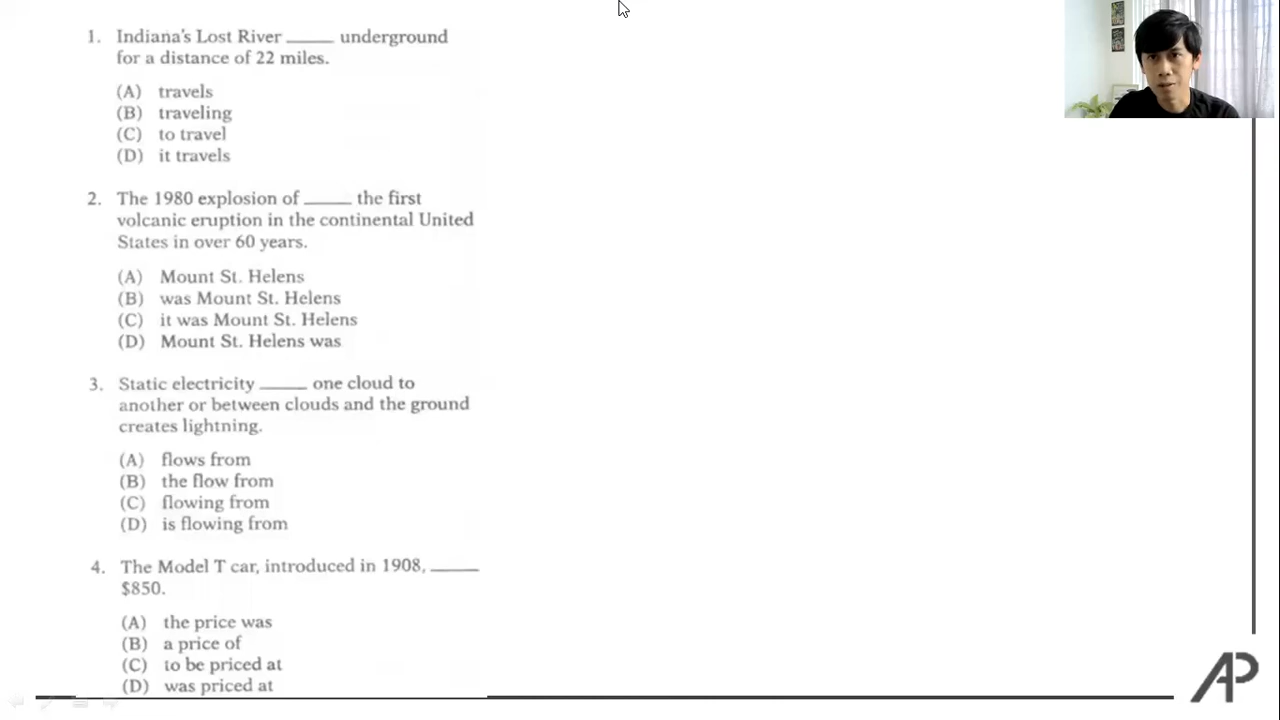 1. Indiana's Lost River _____ underground
for a distance of 22 miles.
(A) travels
(B) traveling
(C) to travel
(D) it travels
2. The 1980 explosion of _____ the first
volcanic eruption in the continental United
States in over 60 years.
(A) Mount St. Helens
(B) was Mount St. Helens
(C) it was Mount St. Helens
(D) Mount St. Helens was
3. Static electricity _____ one cloud to
another or between clouds and the ground
creates lightning.
(A) flows from
(B) the flow from
(C) flowing from
(D) is flowing from
4. The Model T car, introduced in 1908, _____
$850.
(A) the price was
(B) a price of
(C) to be priced at
(D) was priced at
AP